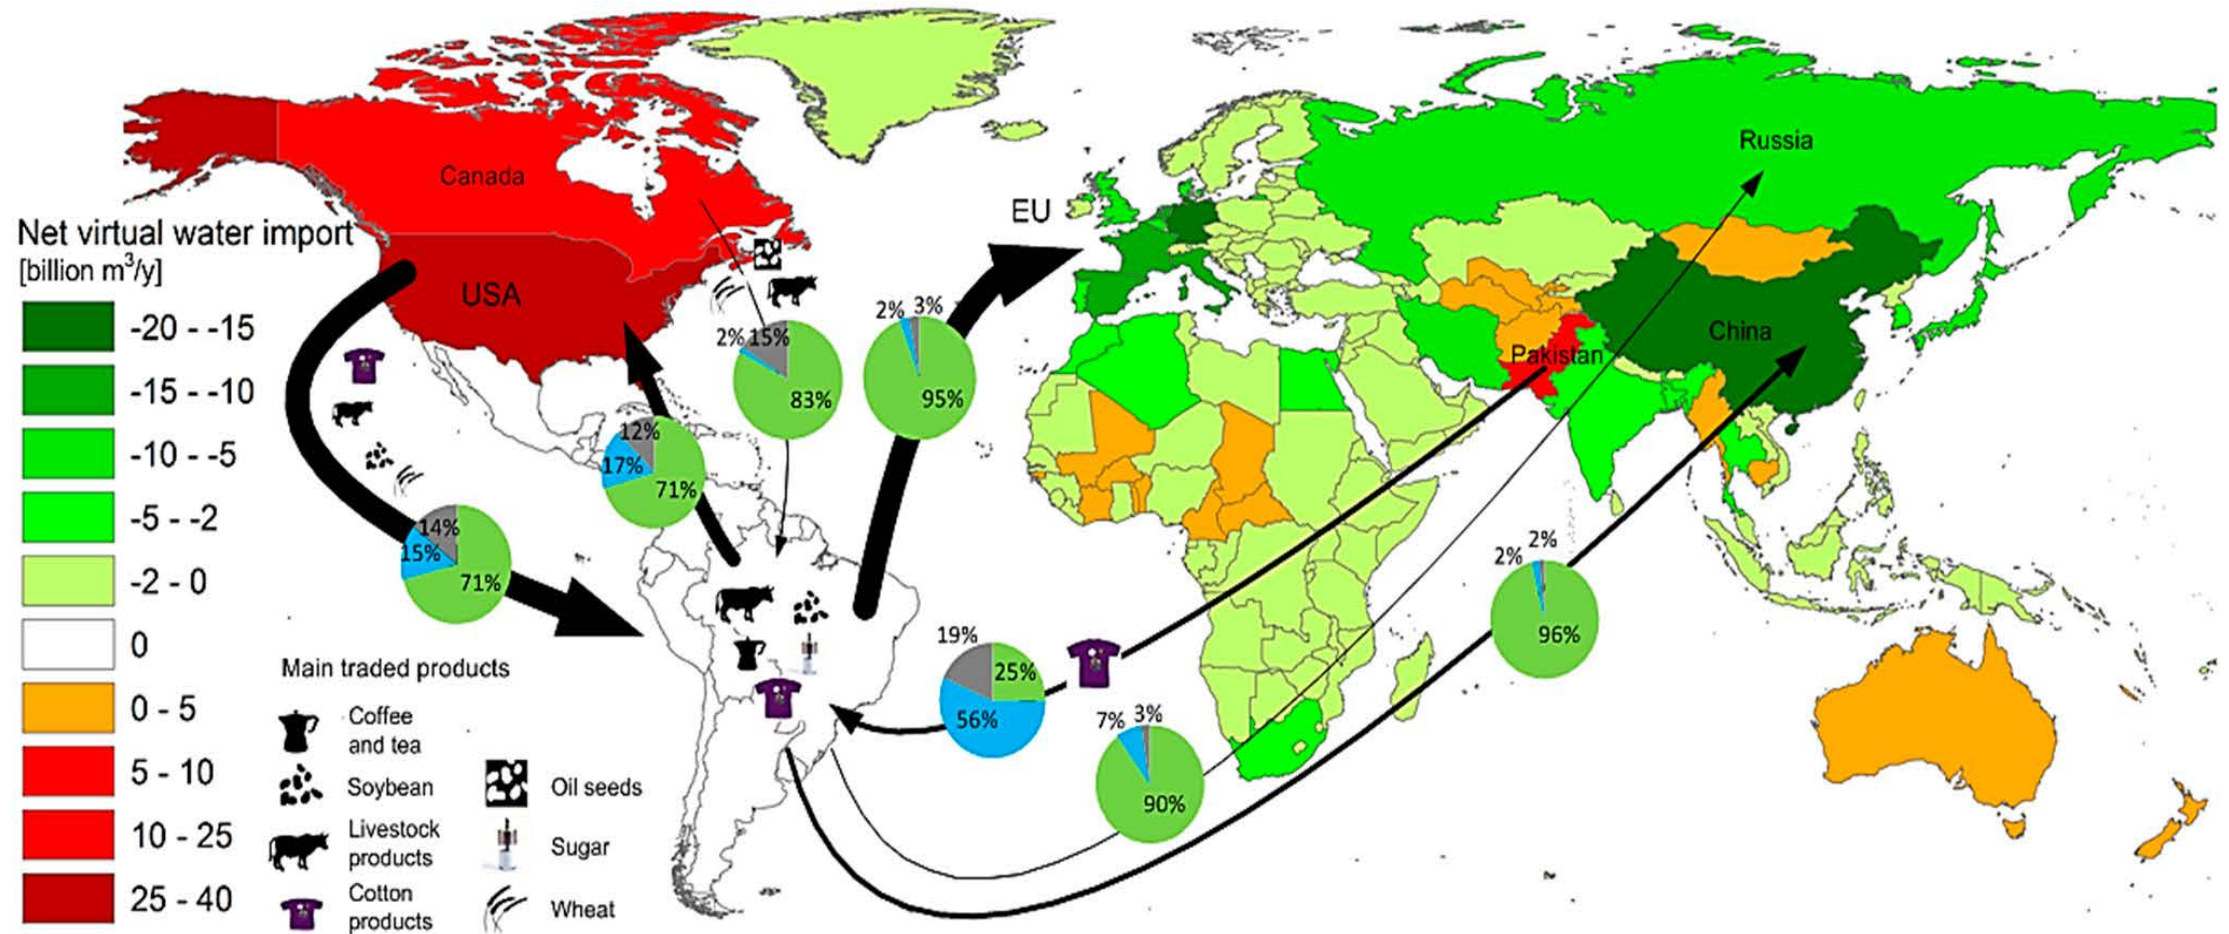 Canada
Russia
EU
Net virtual water import
[billion m³/y]
USA
China
Pakistan
-20 - -15
-15 - -10
-10 - -5
-5 - -2
-2 - 0
0
0 - 5
5 - 10
10 - 25
25 - 40
2% 15%
83%
2% 3%
95%
12%
17%
71%
14%
15%
71%
19%
25%
56%
7% 3%
90%
2% 2%
96%
Main traded products
Coffee
and tea
Soybean
Livestock
products
Cotton
products
Oil seeds
Sugar
Wheat